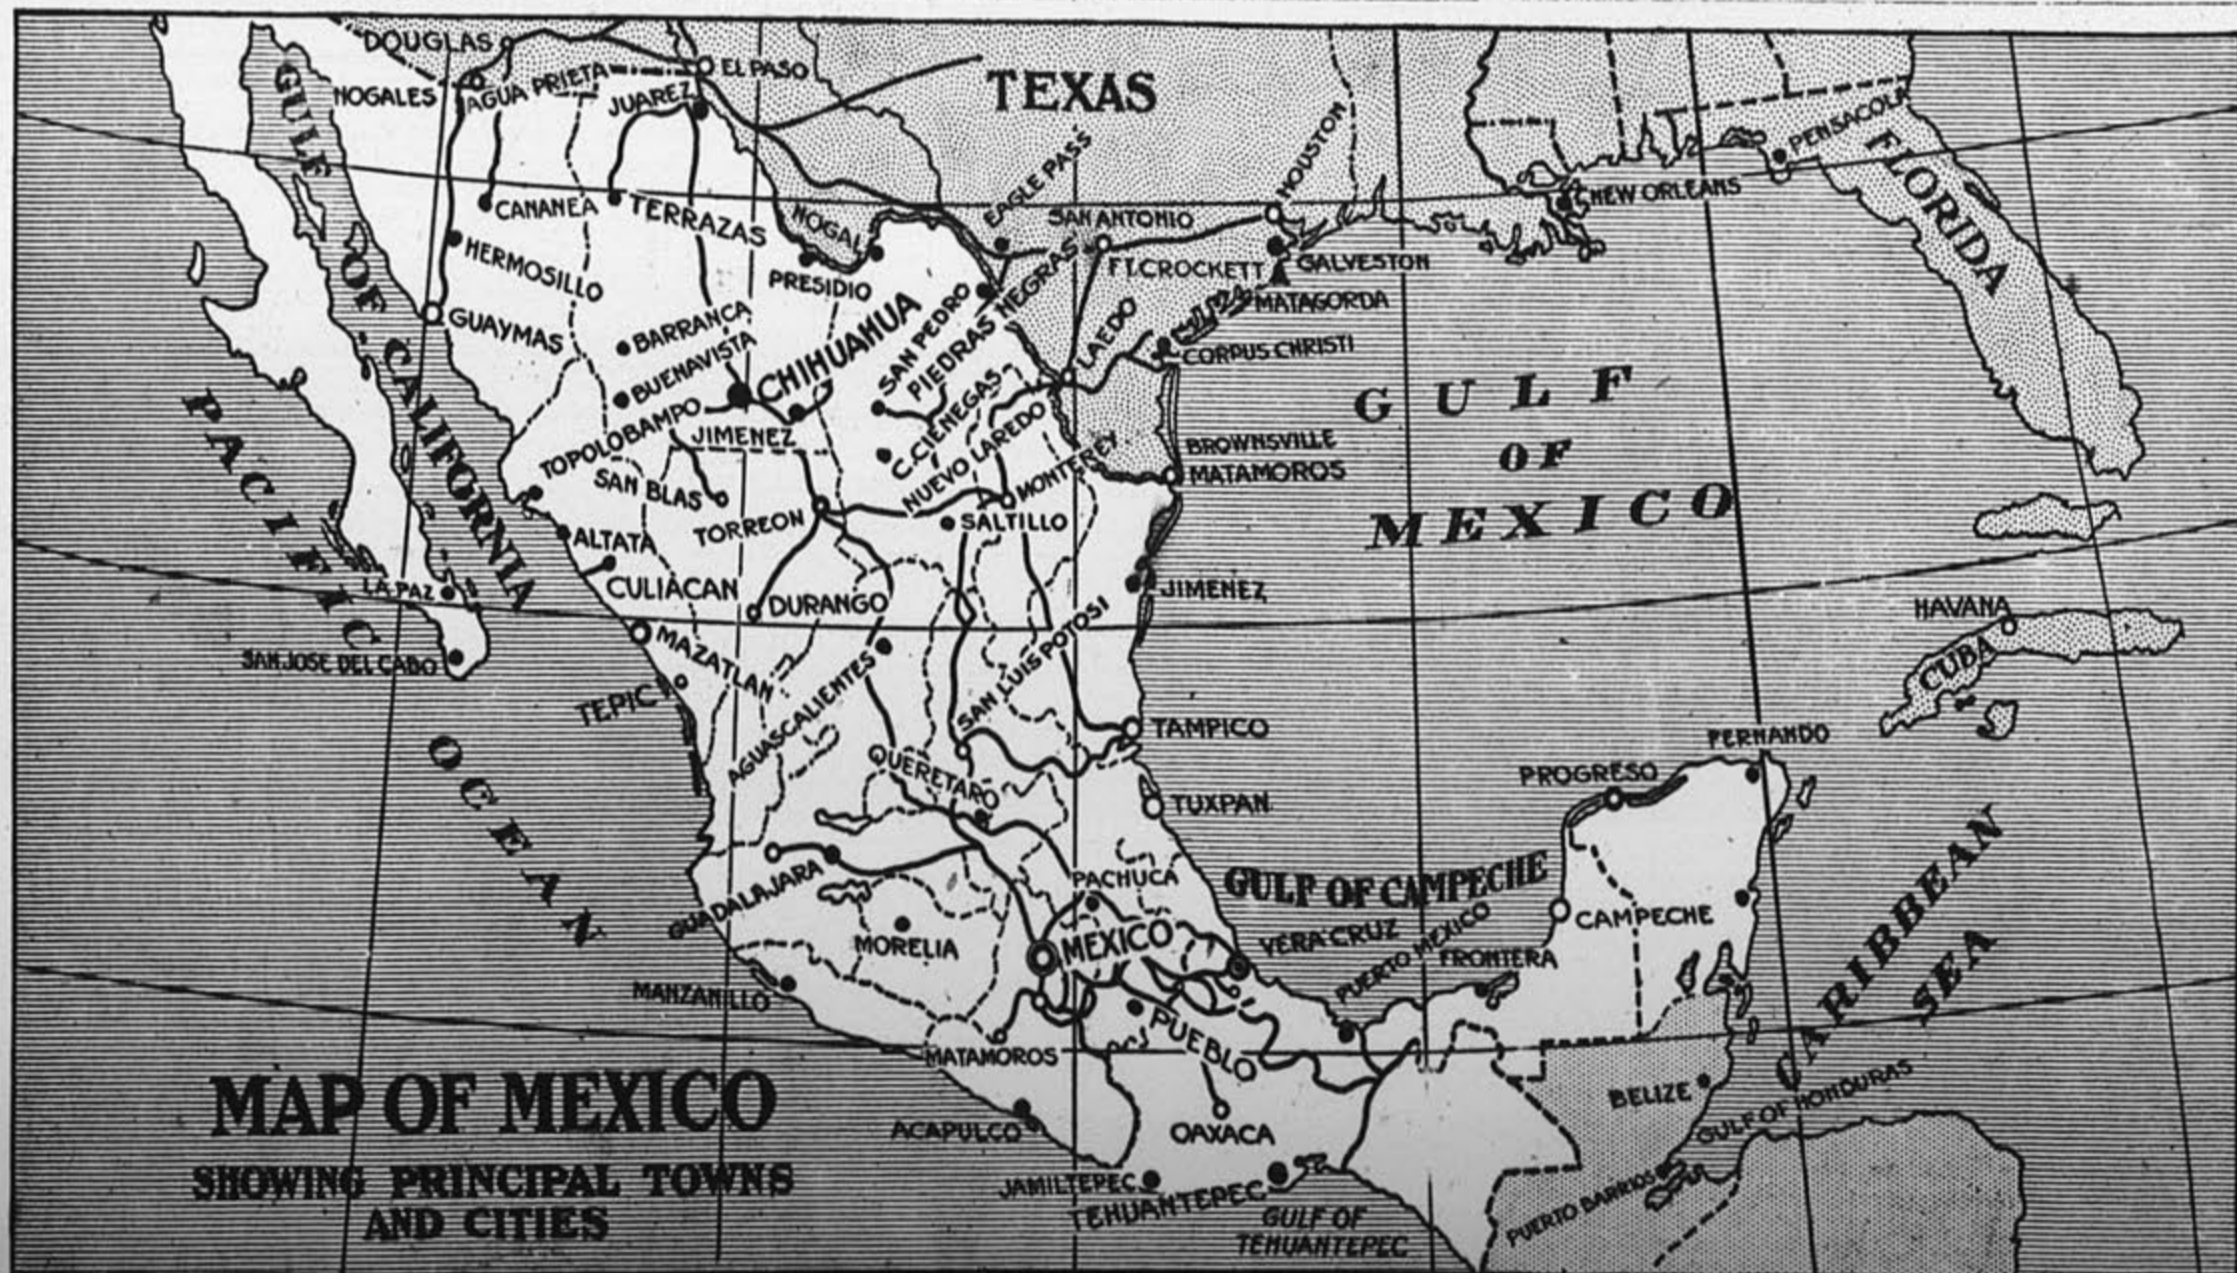 DOUGLAS
EL PASO
TEXAS
NOGALES
AGUA PRIETA
JUAREZ
GULF OF CALIFORNIA
HOUSTON
PENSACOLA
FLORIDA
EAGLE PASS
NEW ORLEANS
CANANEA
TERRAZAS
NOGAL
SAN ANTONIO
HERMOSILLO
PRESIDIO
FT. CROCKETT
GALVESTON
MATAGORDA
GUAYMAS
BARRANCA
CHIHUAHUA
SAN PEDRO
PIEDRAS NEGRAS
LAEDO
CORPUS CHRISTI
BUENAVISTA
PACIFIC OCEAN
GULF
OF
MEXICO
TOPOLOBAMPO
JIMENEZ
C. CIENEGAS
NUEVO LAREDO
MONTEREY
BROWNSVILLE
MATAMOROS
SAN BLAS
TORREON
SALTILLO
ALTATA
CULIACAN
DURANGO
JIMENEZ
LA PAZ
HAVANA
CUBA
SAN JOSE DEL CABO
MAZATLAN
TEPIC
AGUASCALIENTES
SAN LUIS POTOSI
TAMPICO
PERNANDO
QUERETARO
PROGRESO
TUXPAN
GUADALAJARA
PACHUCA
GULF OF CAMPECHE
CAMPECHE
MORELIA
MEXICO
VERA CRUZ
PUERTO MEXICO
FRONTERA
CARIBBEAN
SEA
MANZANILLO
PUEBLO
MATAMOROS
MAP OF MEXICO
SHOWING PRINCIPAL TOWNS
AND CITIES
ACAPULCO
OAXACA
BELIZE
GULF OF HONDURAS
JAMILTEPEC
TEHUANTEPEC
GULF OF
TEHUANTEPEC
PUERTO BARRIOS